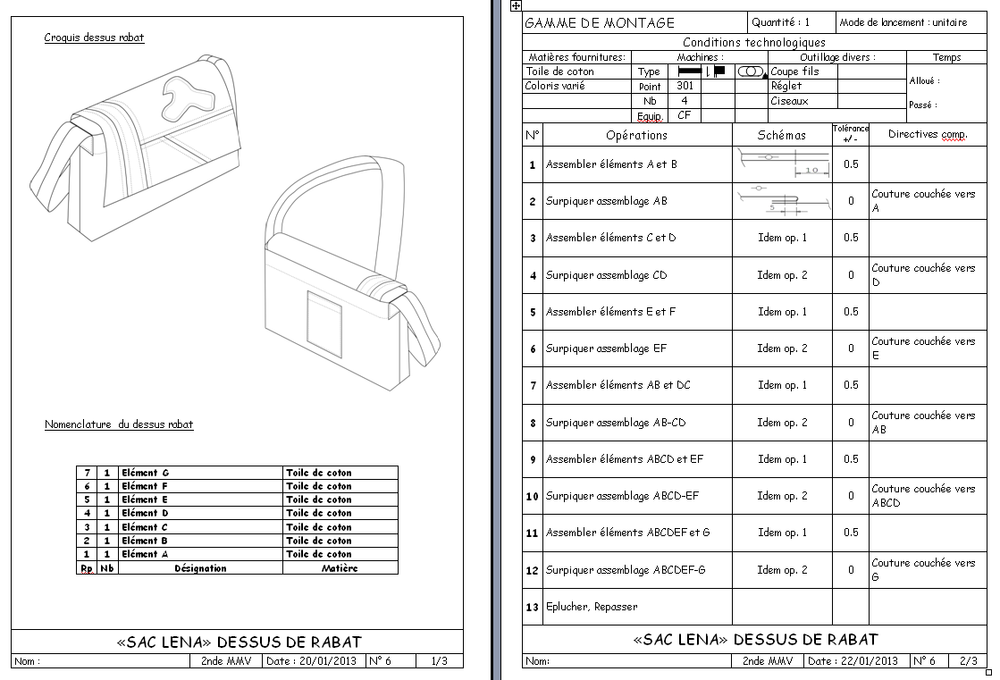 Croquis dessus rabat
Nomenclature du dessus rabat
7 1 Elément G Toile de coton
6 1 Elément F Toile de coton
5 1 Elément E Toile de coton
4 1 Elément D Toile de coton
3 1 Elément C Toile de coton
2 1 Elément B Toile de coton
1 1 Elément A Toile de coton
Rp Nb Désignation Matière
«SAC LENA» DESSUS DE RABAT
Nom : 2nde MMV Date : 20/01/2013 N° 6 1/3
GAMME DE MONTAGE Quantité : 1 Mode de lancement : unitaire
Conditions technologiques
Matières fournitures: Machines : Outillage divers : Temps
Toile de coton Type Coupe fils Alloué :
Coloris varié Point 301 Réglet
Nb 4 Ciseaux Passé :
Equip. CF
N° Opérations Schémas Tolérance +/ - Directives comp.
1 Assembler éléments A et B 10 0.5
2 Surpiquer assemblage AB 5 0 Couture couchée vers
A
3 Assembler éléments C et D Idem op. 1 0.5
4 Surpiquer assemblage CD Idem op. 2 0 Couture couchée vers
D
5 Assembler éléments E et F Idem op. 1 0.5
6 Surpiquer assemblage EF Idem op. 2 0 Couture couchée vers
E
7 Assembler éléments AB et DC Idem op. 1 0.5
8 Surpiquer assemblage AB-CD Idem op. 2 0 Couture couchée vers
AB
9 Assembler éléments ABCD et EF Idem op. 1 0.5
10 Surpiquer assemblage ABCD-EF Idem op. 2 0 Couture couchée vers
ABCD
11 Assembler éléments ABCDEF et G Idem op. 1 0.5
12 Surpiquer assemblage ABCDEF-G Idem op. 2 0 Couture couchée vers
G
13 Eplucher, Repasser
«SAC LENA» DESSUS DE RABAT
Nom: 2nde MMV Date : 22/01/2013 N° 6 2/3